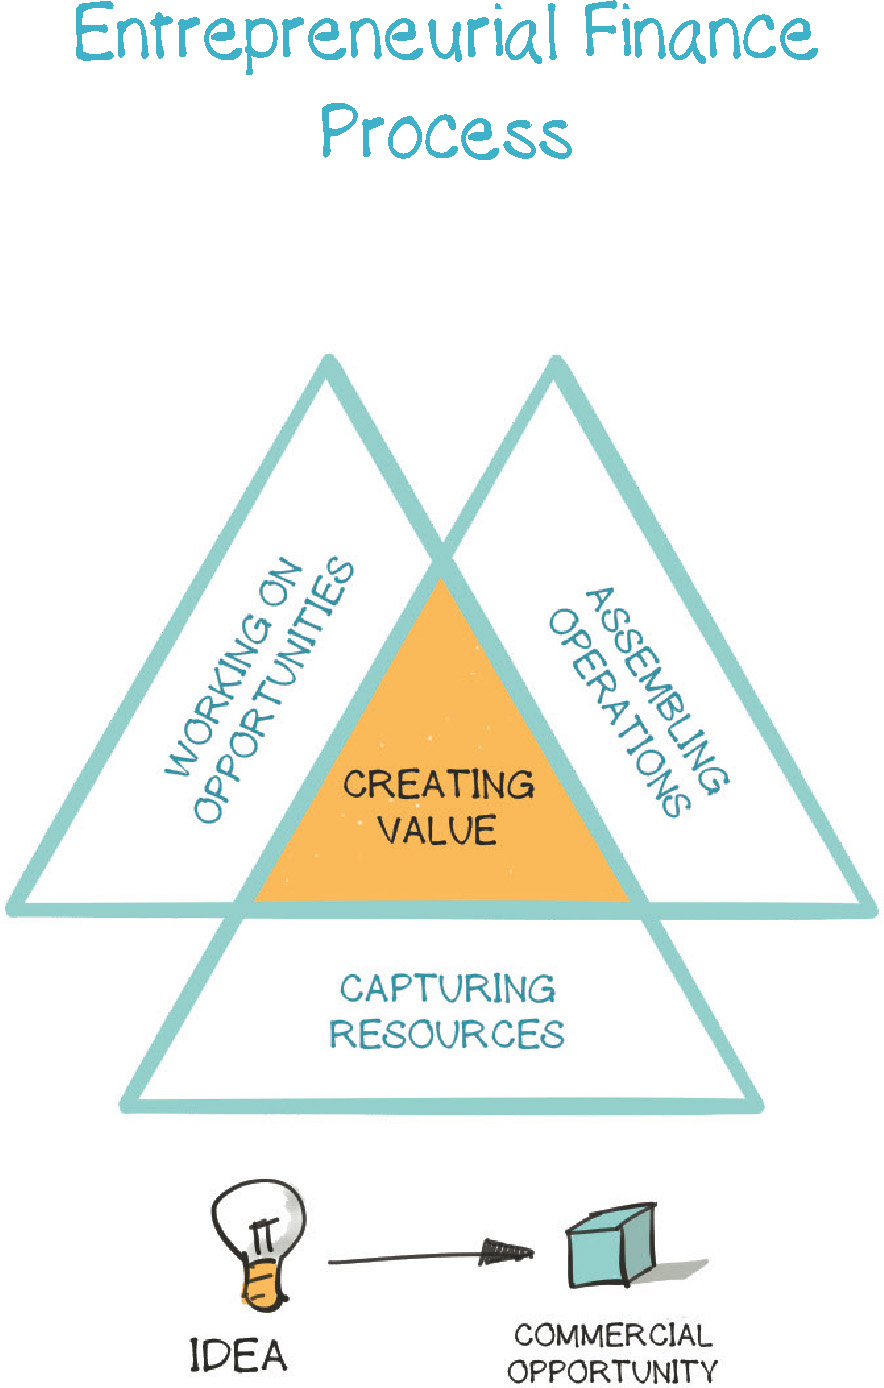 Entrepreneurial Finance
Process
WORKING ON
OPPORTUNITIES
ASSEMBLING
OPERATIONS
CREATING
VALUE
CAPTURING
RESOURCES
IDEA
COMMERCIAL
OPPORTUNITY